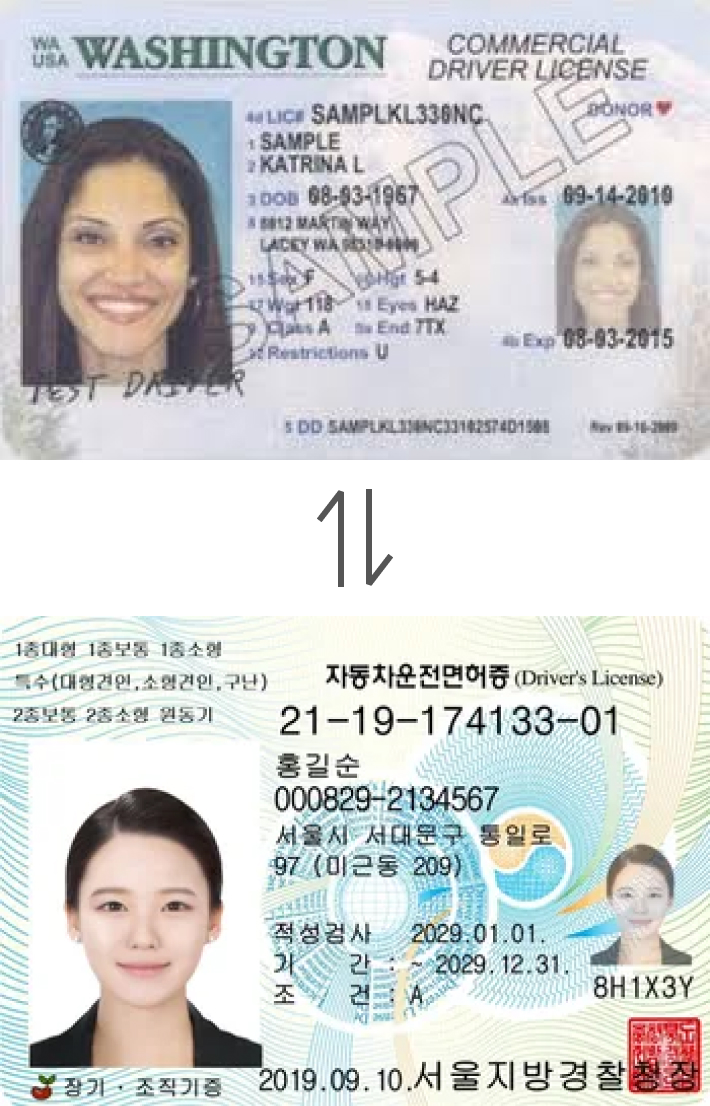 WA USA WASHINGTON
COMMERCIAL
DRIVER LICENSE
4d LIC# SAMPLKL330NC
DONOR
1 SAMPLE
2 KATRINA L
3 DOB 08-03-1967
4a Iss 09-14-2010
8 6812 MARTIN WAY
LACEY WA
SAMPLE
15 Sex F 16 Hgt 5-4
17 Wgt 118 18 Eyes HAZ
9 Class A 9a End 7TX
Restrictions U
4b Exp 08-03-2015
TEST DRIVER
5 DD SAMPLKL330NC33102574D1508
Rev
1종대형 1종보통 1종소형
특수(대형견인,소형견인,구난)
2종보통 2종소형 원동기
자동차운전면허증 (Driver's License)
21-19-174133-01
홍길순
000829-2134567
서울시 서대문구 통일로
97 (미근동 209)
적성검사 2029.01.01.
기 간 : ~ 2029.12.31.
조 건 : A
8H1X3Y
장기·조직기증
2019.09.10.서울지방경찰청장